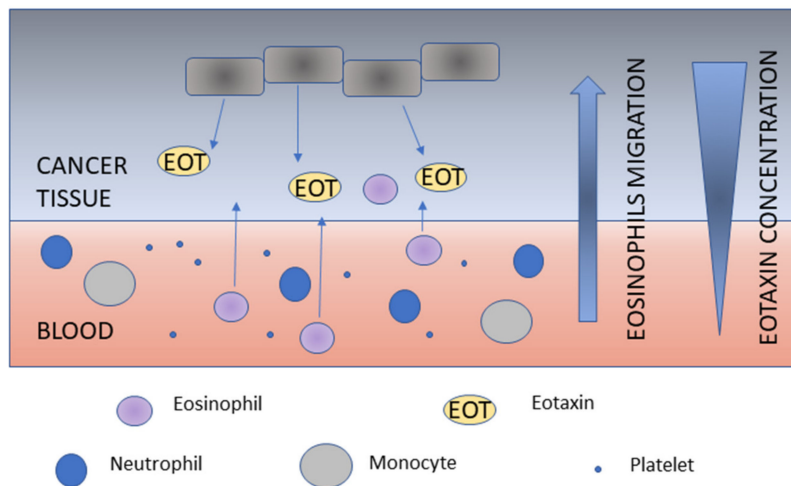 EOT
EOT
EOT
CANCER
TISSUE
BLOOD
EOSINOPHILS MIGRATION
EOTAXIN CONCENTRATION
Eosinophil
EOT
Eotaxin
Neutrophil
Monocyte
Platelet